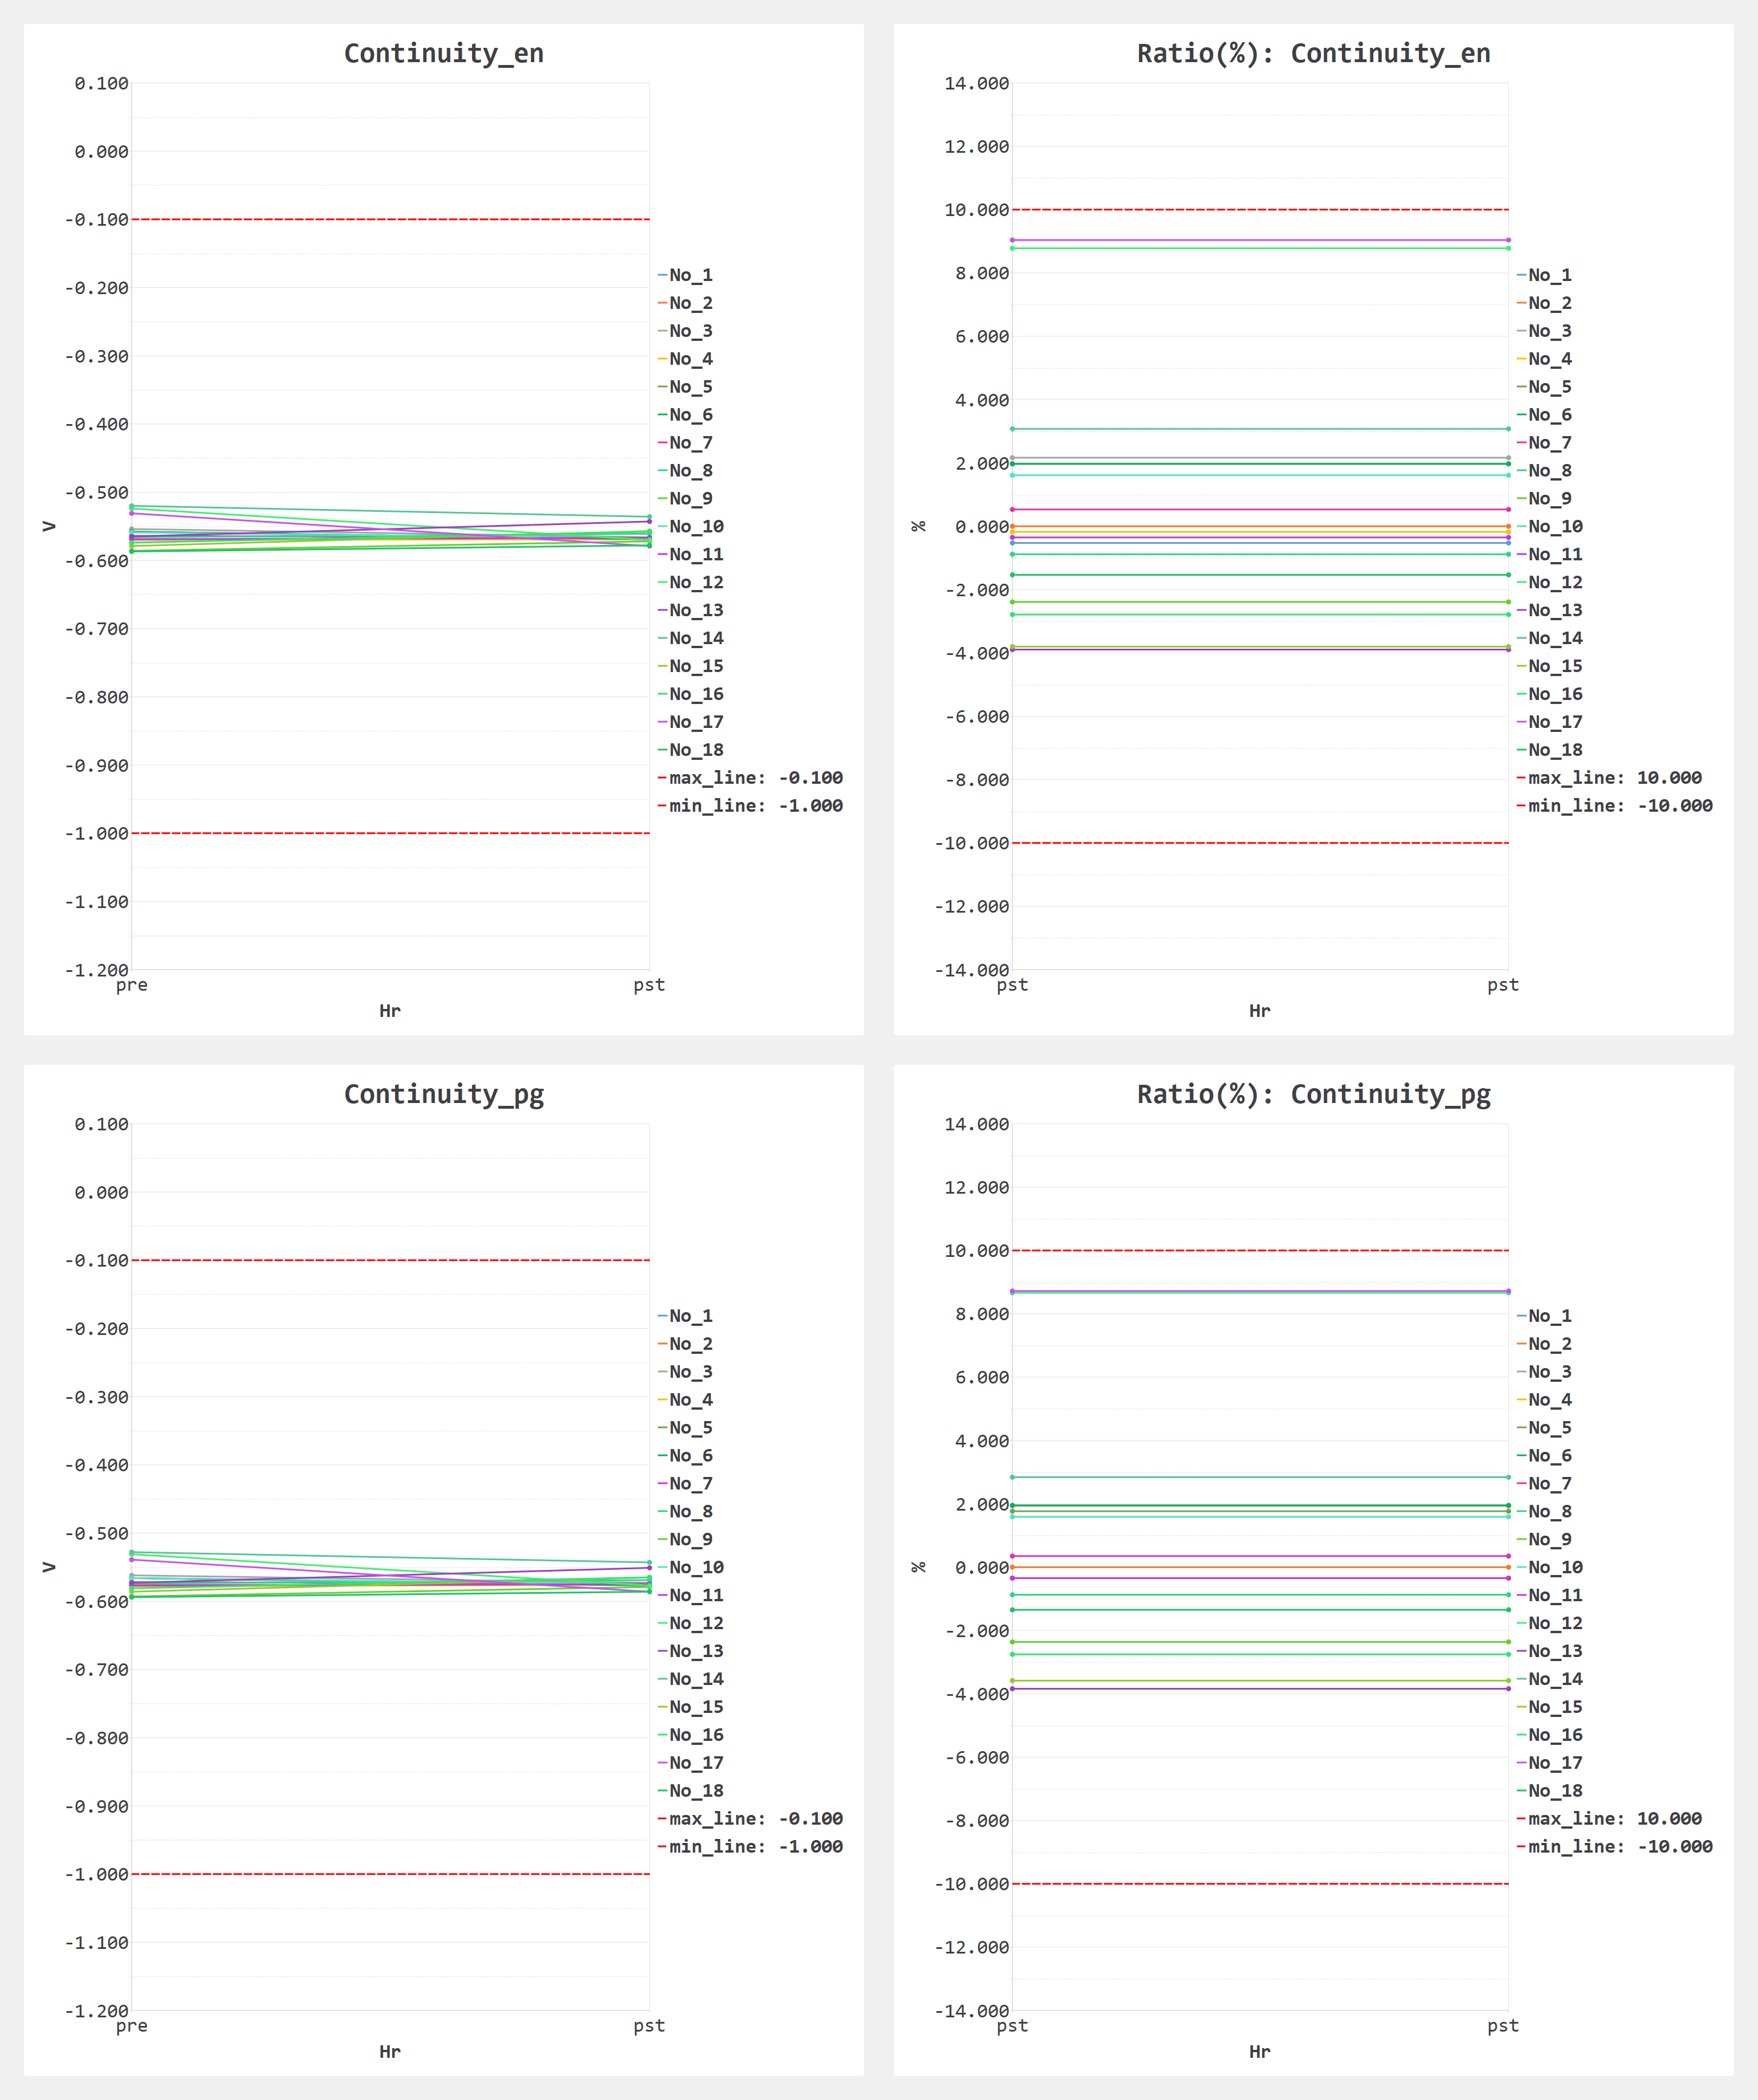 Continuity_en
0.100
0.000
-0.100
-0.200
-0.300
-0.400
-0.500
-0.600
-0.700
-0.800
-0.900
-1.000
-1.100
-1.200
V
pre
pst
Hr
No_1
No_2
No_3
No_4
No_5
No_6
No_7
No_8
No_9
No_10
No_11
No_12
No_13
No_14
No_15
No_16
No_17
No_18
max_line: -0.100
min_line: -1.000
Ratio(%): Continuity_en
14.000
12.000
10.000
8.000
6.000
4.000
2.000
0.000
-2.000
-4.000
-6.000
-8.000
-10.000
-12.000
-14.000
%
pst
pst
Hr
No_1
No_2
No_3
No_4
No_5
No_6
No_7
No_8
No_9
No_10
No_11
No_12
No_13
No_14
No_15
No_16
No_17
No_18
max_line: 10.000
min_line: -10.000
Continuity_pg
0.100
0.000
-0.100
-0.200
-0.300
-0.400
-0.500
-0.600
-0.700
-0.800
-0.900
-1.000
-1.100
-1.200
V
pre
pst
Hr
No_1
No_2
No_3
No_4
No_5
No_6
No_7
No_8
No_9
No_10
No_11
No_12
No_13
No_14
No_15
No_16
No_17
No_18
max_line: -0.100
min_line: -1.000
Ratio(%): Continuity_pg
14.000
12.000
10.000
8.000
6.000
4.000
2.000
0.000
-2.000
-4.000
-6.000
-8.000
-10.000
-12.000
-14.000
%
pst
pst
Hr
No_1
No_2
No_3
No_4
No_5
No_6
No_7
No_8
No_9
No_10
No_11
No_12
No_13
No_14
No_15
No_16
No_17
No_18
max_line: 10.000
min_line: -10.000